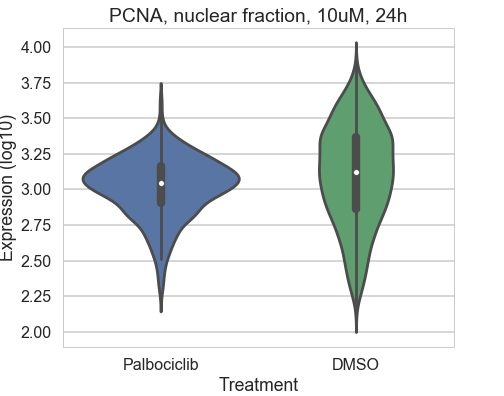 PCNA, nuclear fraction, 10uM, 24h
4.00
3.75
3.50
3.25
3.00
2.75
2.50
2.25
2.00
Expression (log10)
Palbociclib
DMSO
Treatment